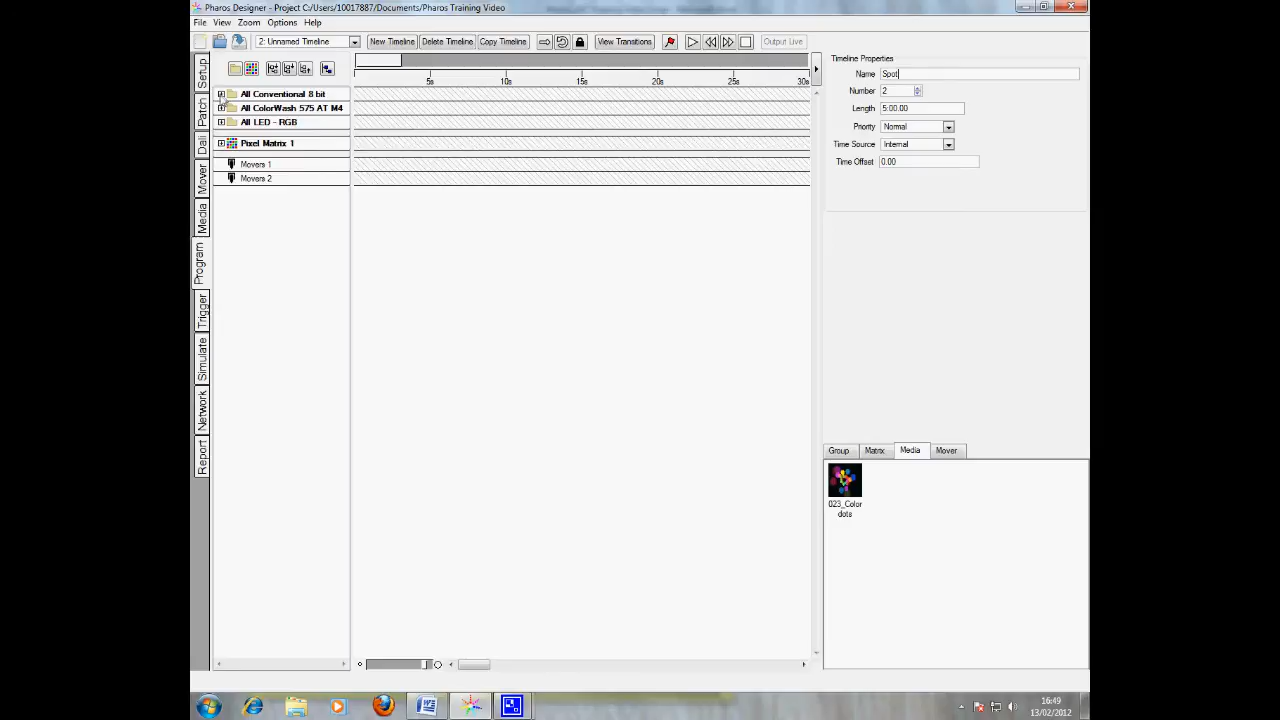 Pharos Designer - Project C:/Users/10017887/Documents/Pharos Training Video
File View Zoom Options Help
2: Unnamed Timeline New Timeline Delete Timeline Copy Timeline View Transitions Output Live
Setup
Patch
Dali
Mover
Media
Program
Trigger
Simulate
Network
Report
5s 10s 15s 20s 25s 30s
All Conventional 8 bit
All ColorWash 575 AT M4
All LED - RGB
Pixel Matrix 1
Movers 1
Movers 2
Timeline Properties
Name Spot
Number 2
Length 5:00.00
Priority Normal
Time Source Internal
Time Offset 0.00
Group Matrix Media Mover
023_Color
dots
16:49
13/02/2012